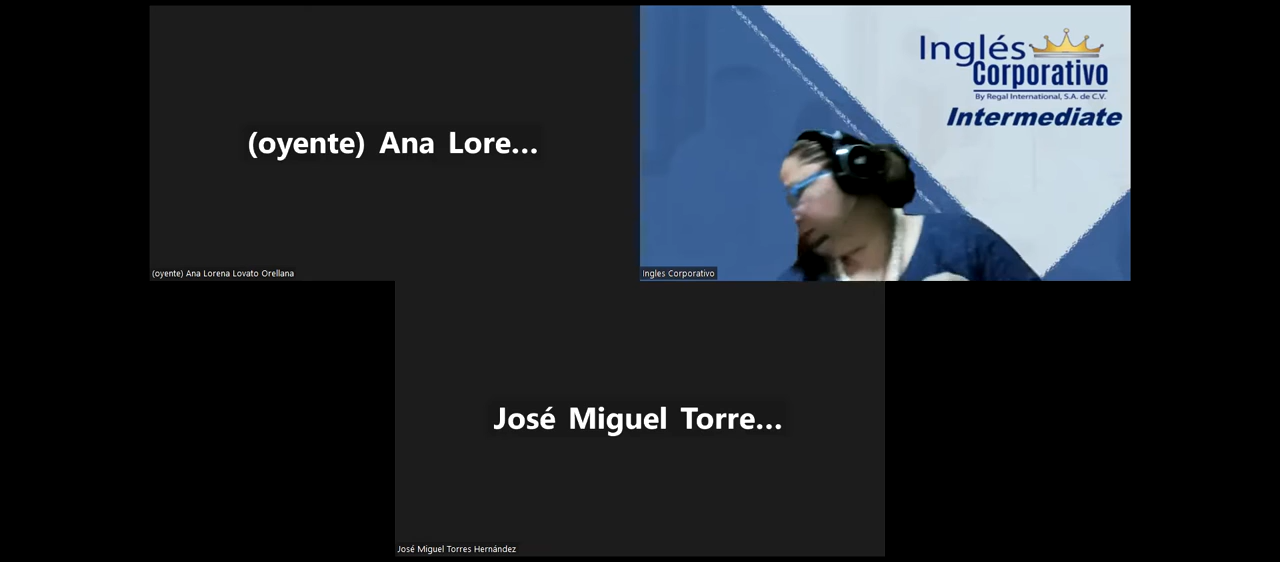 (oyente) Ana Lore...
(oyente) Ana Lorena Lovato Orellana
Inglés
Corporativo
By Regal International, S.A. de C.V.
Intermediate
Ingles Corporativo
José Miguel Torre...
José Miguel Torres Hernández